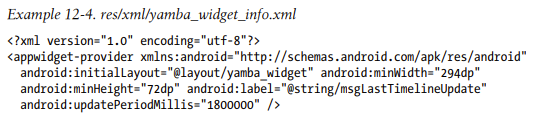 Example 12-4. res/xml/yamba_widget_info.xml
<?xml version="1.0" encoding="utf-8"?>
<appwidget-provider xmlns:android="http://schemas.android.com/apk/res/android"
  android:initialLayout="@layout/yamba_widget" android:minWidth="294dp"
  android:minHeight="72dp" android:label="@string/msgLastTimelineUpdate"
  android:updatePeriodMillis="1800000" />